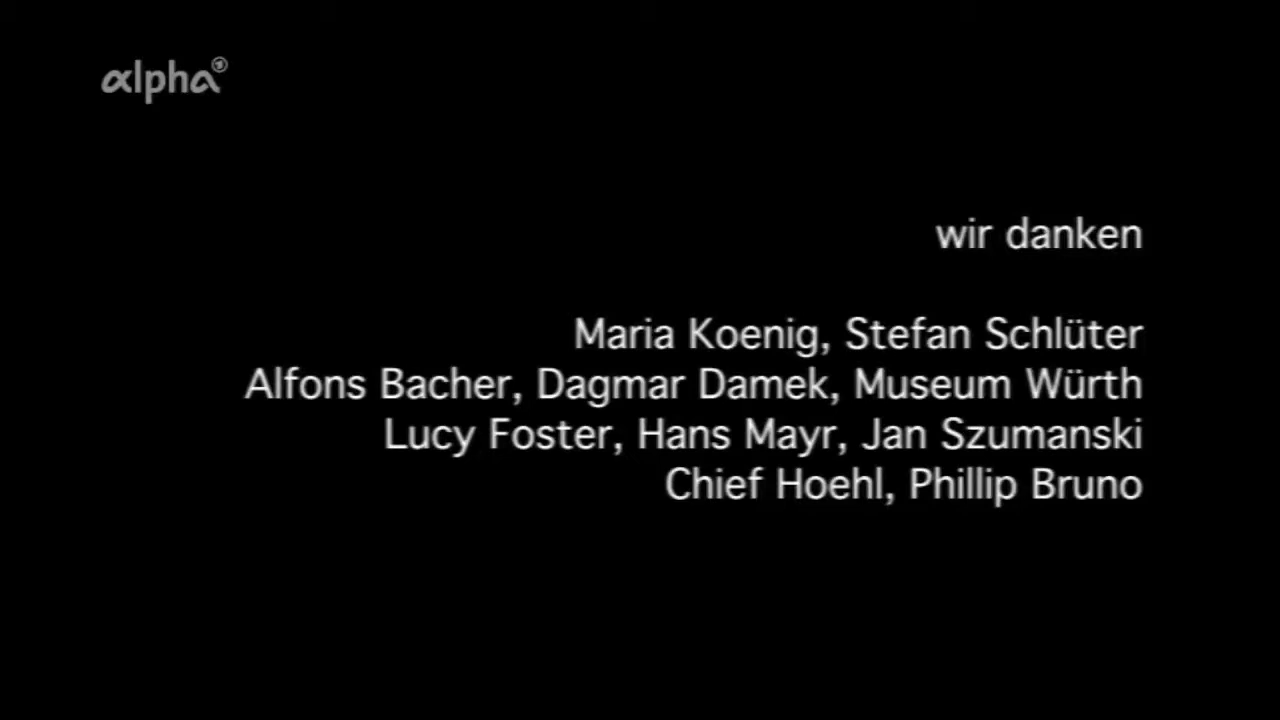 alpha
wir danken
Maria Koenig, Stefan Schlüter
Alfons Bacher, Dagmar Damek, Museum Würth
Lucy Foster, Hans Mayr, Jan Szumanski
Chief Hoehl, Phillip Bruno